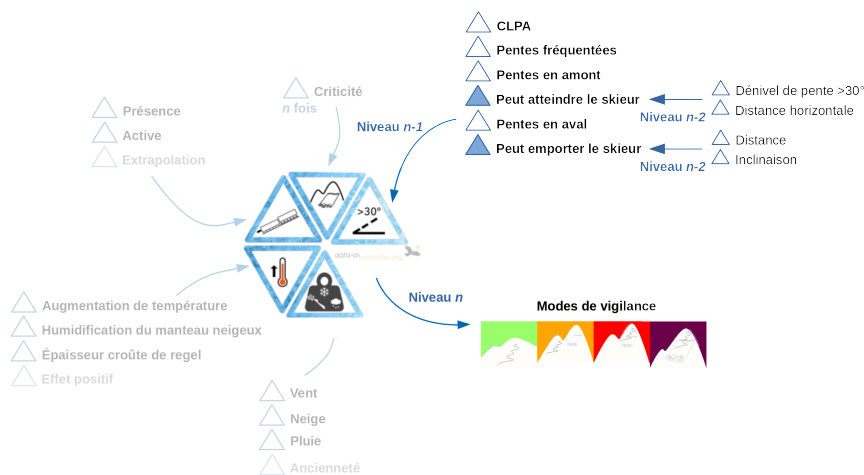 CLPA
Pentes fréquentées
Pentes en amont
Peut atteindre le skieur
Pentes en aval
Peut emporter le skieur
Dénivel de pente >30°
Distance horizontale
Niveau n-2
Distance
Inclinaison
Niveau n-2
Niveau n-1
Criticité
n fois
Présence
Active
Extrapolation
>30°
Niveau n
Modes de vigilance
Augmentation de température
Humidification du manteau neigeux
Épaisseur croûte de regel
Effet positif
Vent
Neige
Pluie
Ancienneté